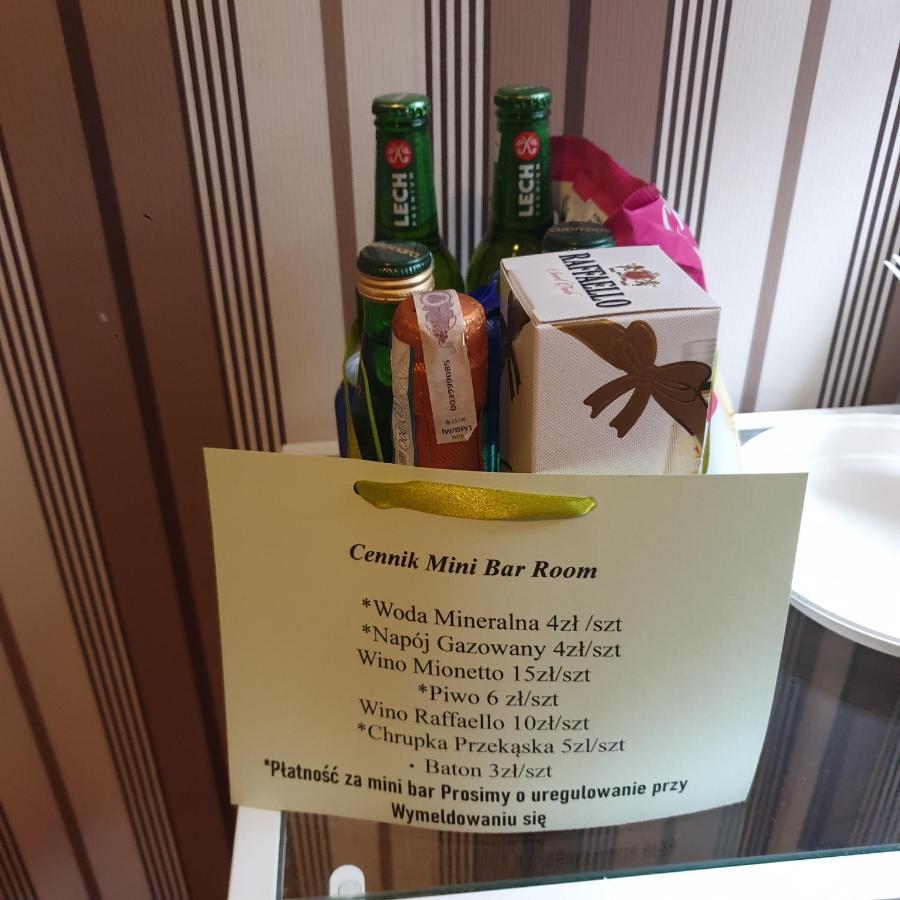 LECH
PREMIUM
LECH
PREMIUM
RAFFAELLO
Cennik Mini Bar Room
*Woda Mineralna 4zł /szt
*Napój Gazowany 4zł/szt
Wino Mionetto 15zł/szt
*Piwo 6 zł/szt
Wino Raffaello 10zł/szt
*Chrupka Przekąska 5zl/szt
· Baton 3zł/szt
*Płatność za mini bar Prosimy o uregulowanie przy
Wymeldowaniu się